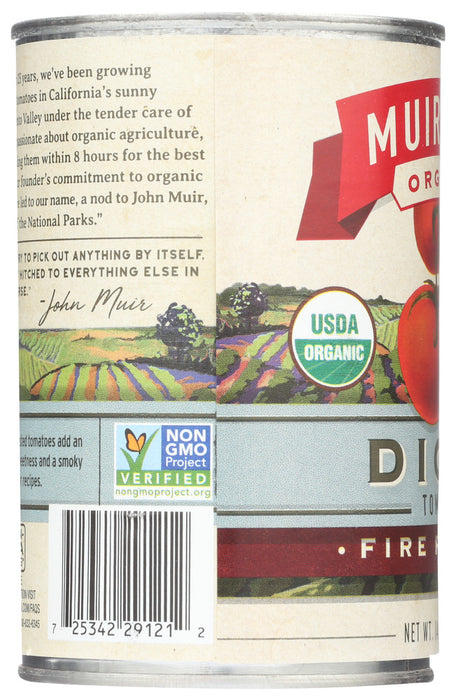 25 years, we've been growing
tomatoes in California's sunny
Valley under the tender care of
passionate about organic agriculture,
them within 8 hours for the best
founder's commitment to organic
led to our name, a nod to John Muir,
the National Parks."
TO PICK OUT ANYTHING BY ITSELF,
HITCHED TO EVERYTHING ELSE IN
-John Muir
tomatoes add an
and a smoky
recipes.
NON
GMO
Project
VERIFIED
nongmoproject.org
7 25342 29121 2
VISIT
.COM/FAQS
MUIR
ORG
USDA
ORGANIC
DI
TOM
• FIRE
NET W